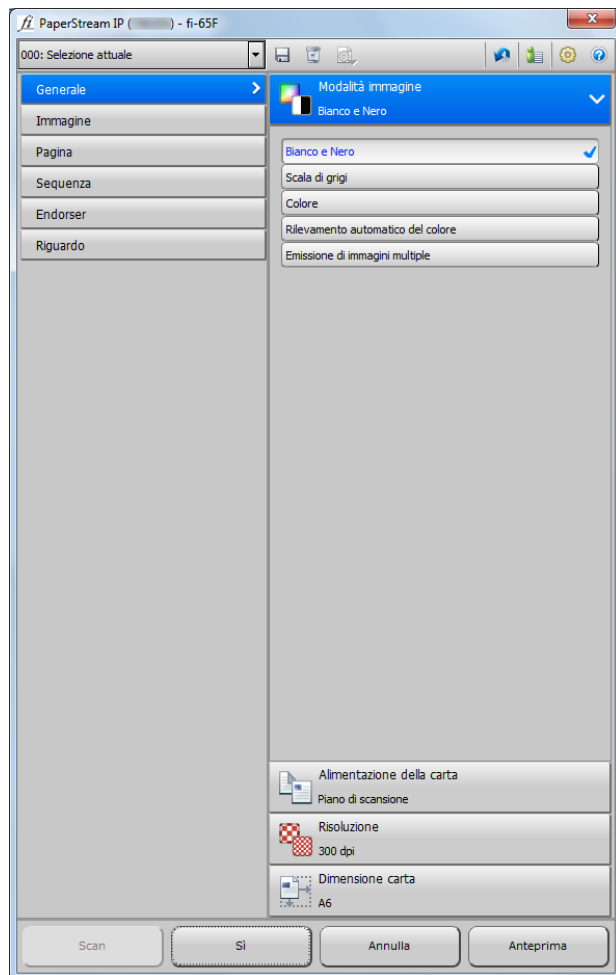 fi PaperStream IP ( ) - fi-65F
000: Selezione attuale
Generale
Immagine
Pagina
Sequenza
Endorser
Riguardo
Modalità immagine
Bianco e Nero
Bianco e Nero
Scala di grigi
Colore
Rilevamento automatico del colore
Emissione di immagini multiple
Alimentazione della carta
Piano di scansione
Risoluzione
300 dpi
Dimensione carta
A6
Scan
Sì
Annulla
Anteprima